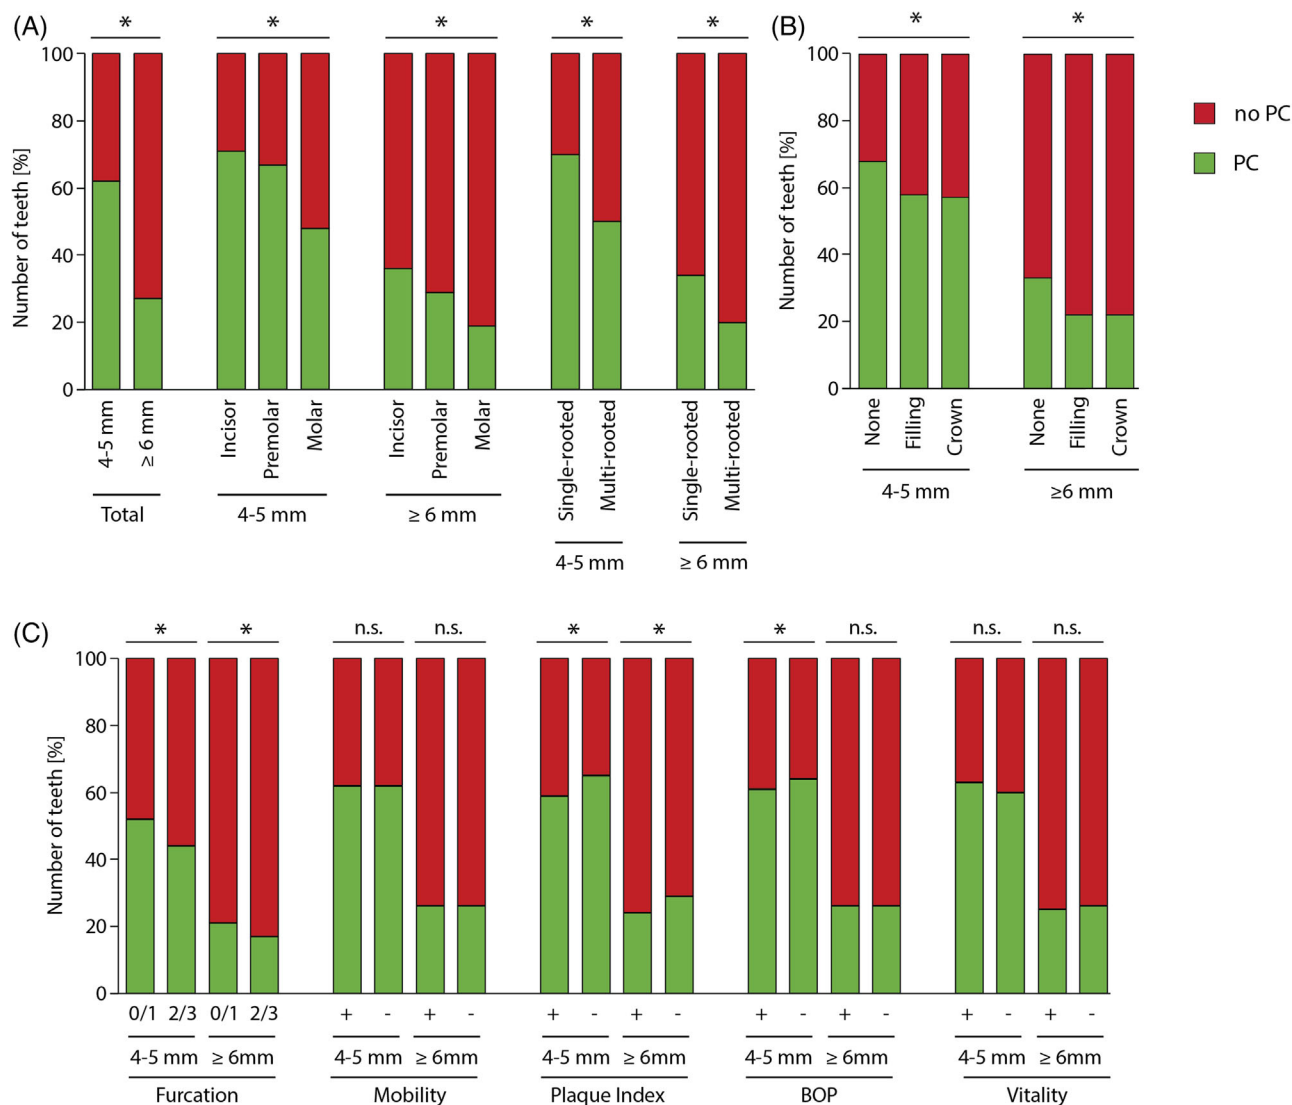 (A)
* * * * *
Number of teeth [%]
100
80
60
40
20
0
4-5 mm ≥ 6 mm Incisor Premolar Molar Incisor Premolar Molar Single-rooted Multi-rooted Single-rooted Multi-rooted
Total 4-5 mm ≥ 6 mm
4-5 mm ≥ 6 mm
(B)
* *
Number of teeth [%]
100
80
60
40
20
0
None Filling Crown None Filling Crown
4-5 mm ≥6 mm
no PC
PC
(C)
* * n.s. n.s. * * * n.s. n.s. n.s.
Number of teeth [%]
100
80
60
40
20
0
0/1 2/3 0/1 2/3 + - + - + - + - + - + - + - + -
4-5 mm ≥ 6mm 4-5 mm ≥ 6mm 4-5 mm ≥ 6mm 4-5 mm ≥ 6mm 4-5 mm ≥ 6mm
Furcation Mobility Plaque Index BOP Vitality